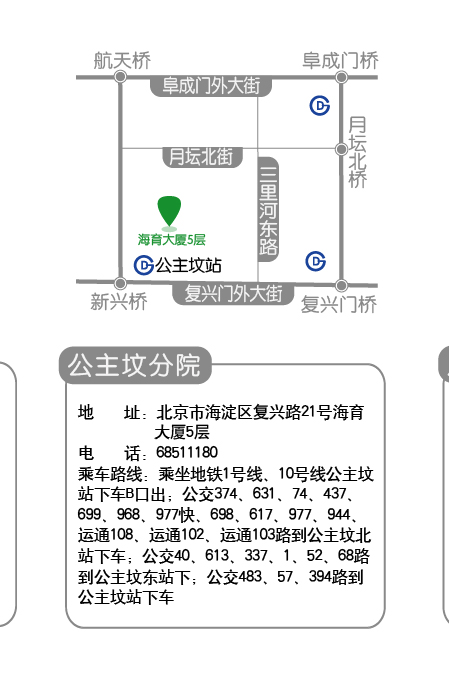 航天桥
阜成门桥
阜成门外大街
月坛北桥
月坛北街
三里河东路
海育大厦5层
公主坟站
复兴门外大街
新兴桥
复兴门桥
公主坟分院
地 址：北京市海淀区复兴路21号海育
大厦5层
电 话：68511180
乘车路线：乘坐地铁1号线、10号线公主坟
站下车B口出；公交374、631、74、437、
699、968、977快、698、617、977、944、
运通108、运通102、运通103路到公主坟北
站下车；公交40、613、337、1、52、68路
到公主坟东站下；公交483、57、394路到
公主坟站下车